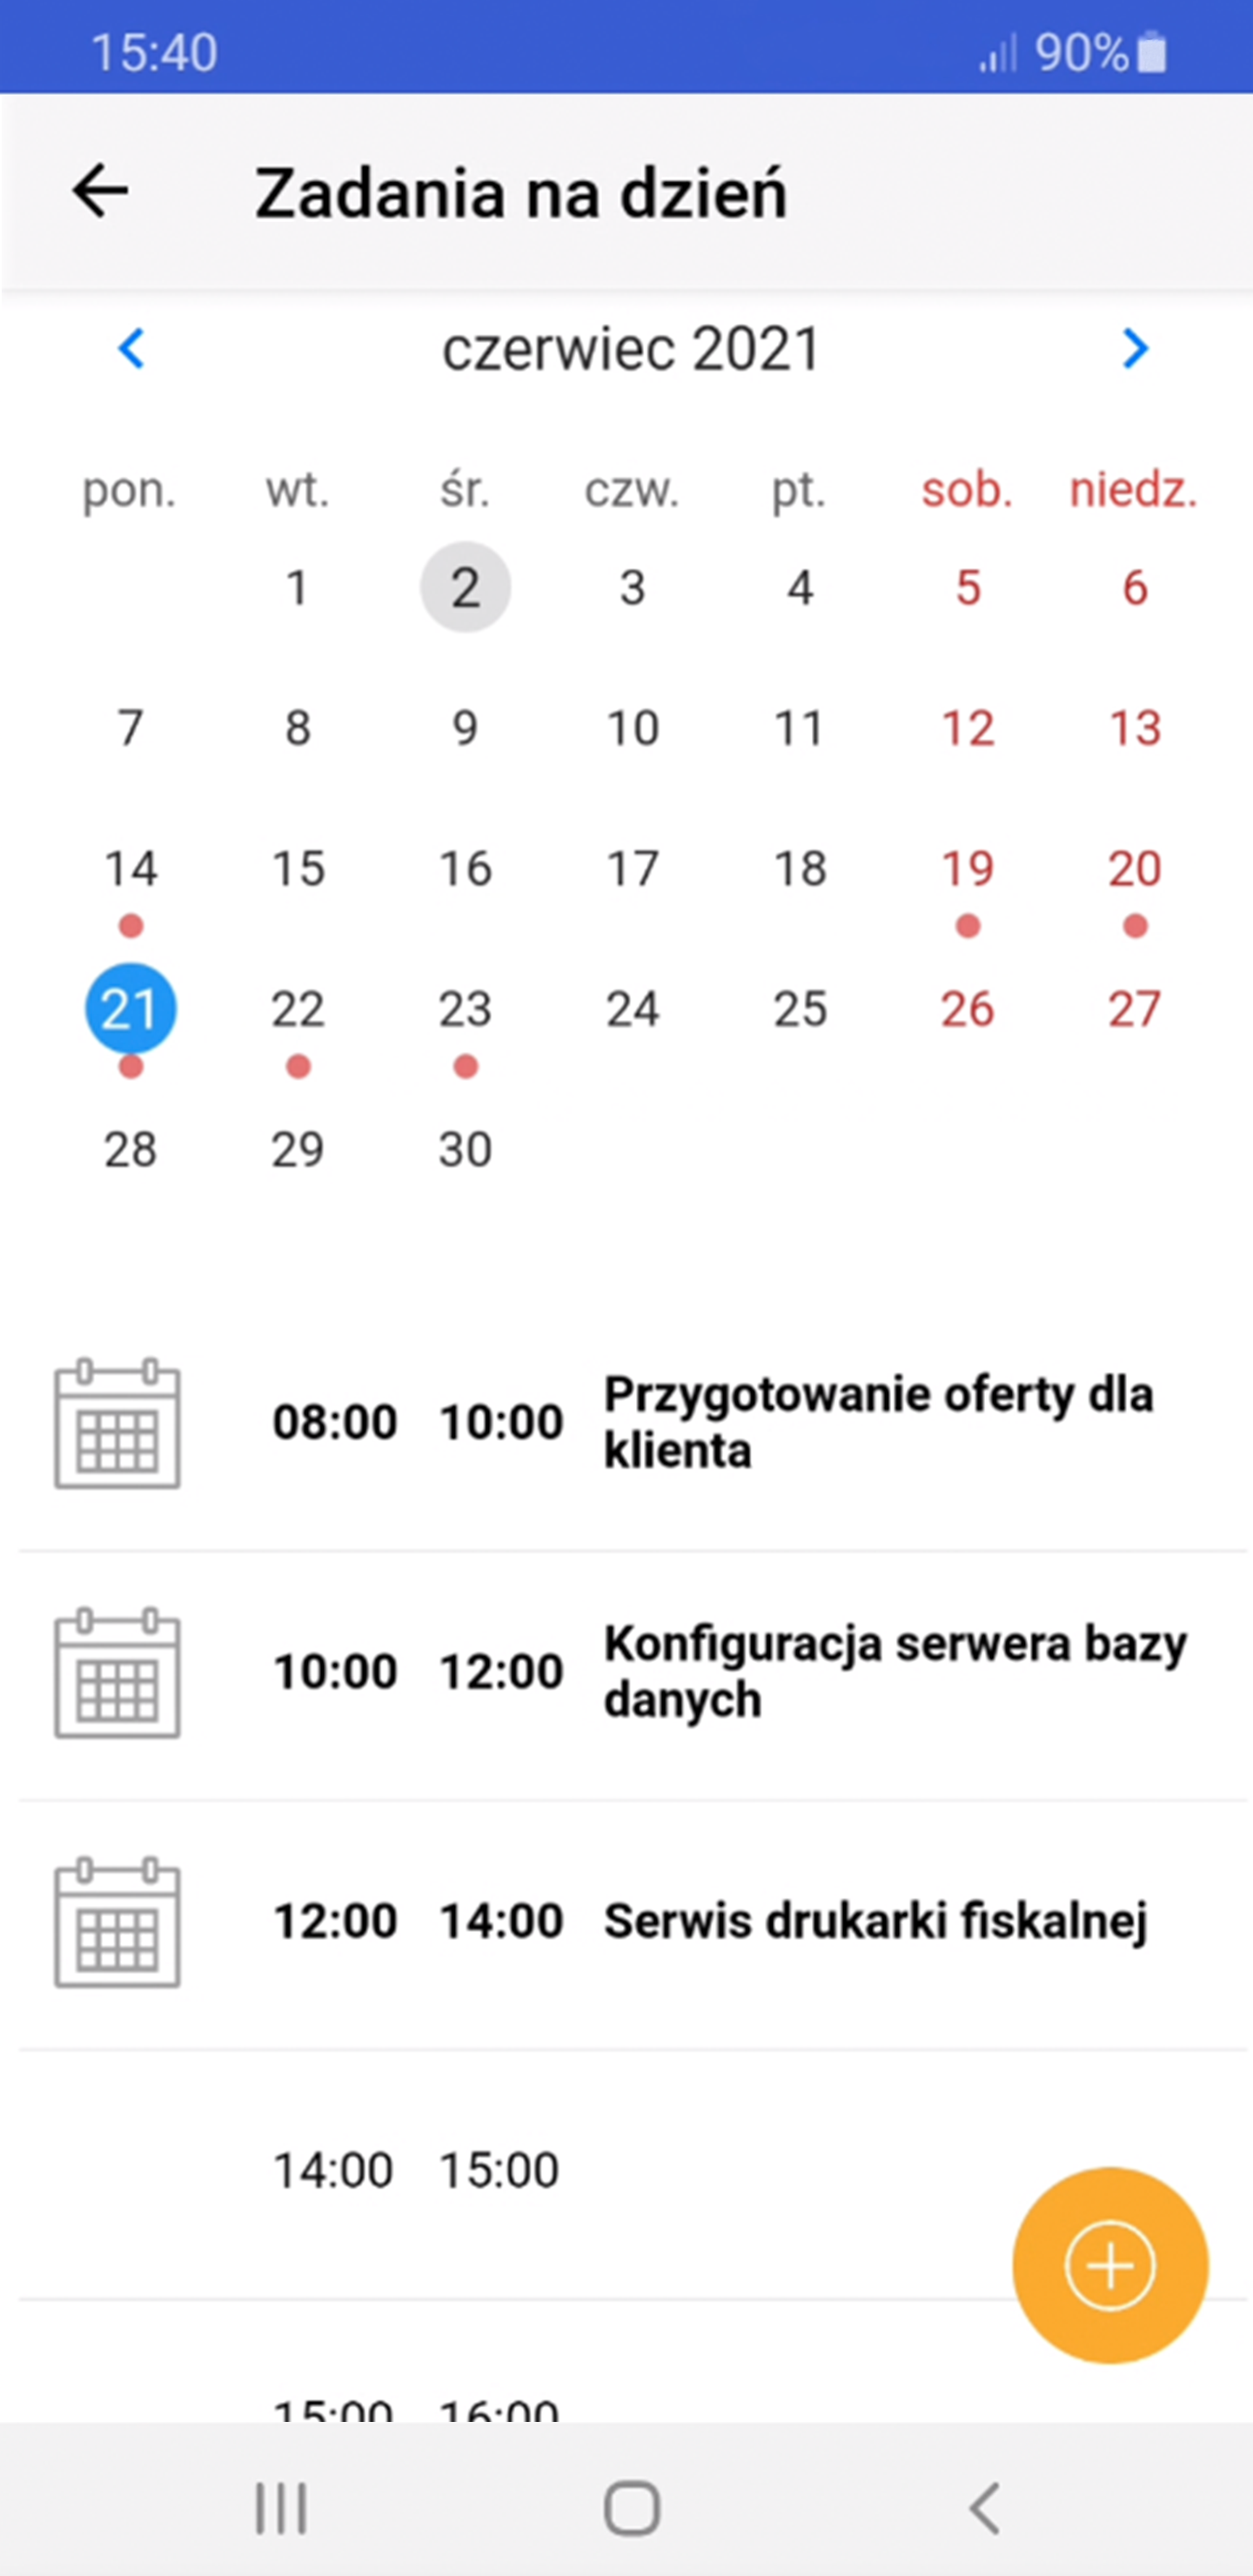 15:40 90%
Zadania na dzień
czerwiec 2021
pon. wt. śr. czw. pt. sob. niedz.
1 2 3 4 5 6
7 8 9 10 11 12 13
14 15 16 17 18 19 20
21 22 23 24 25 26 27
28 29 30
08:00 10:00 Przygotowanie oferty dla
klienta
10:00 12:00 Konfiguracja serwera bazy
danych
12:00 14:00 Serwis drukarki fiskalnej
14:00 15:00
15:00 16:00